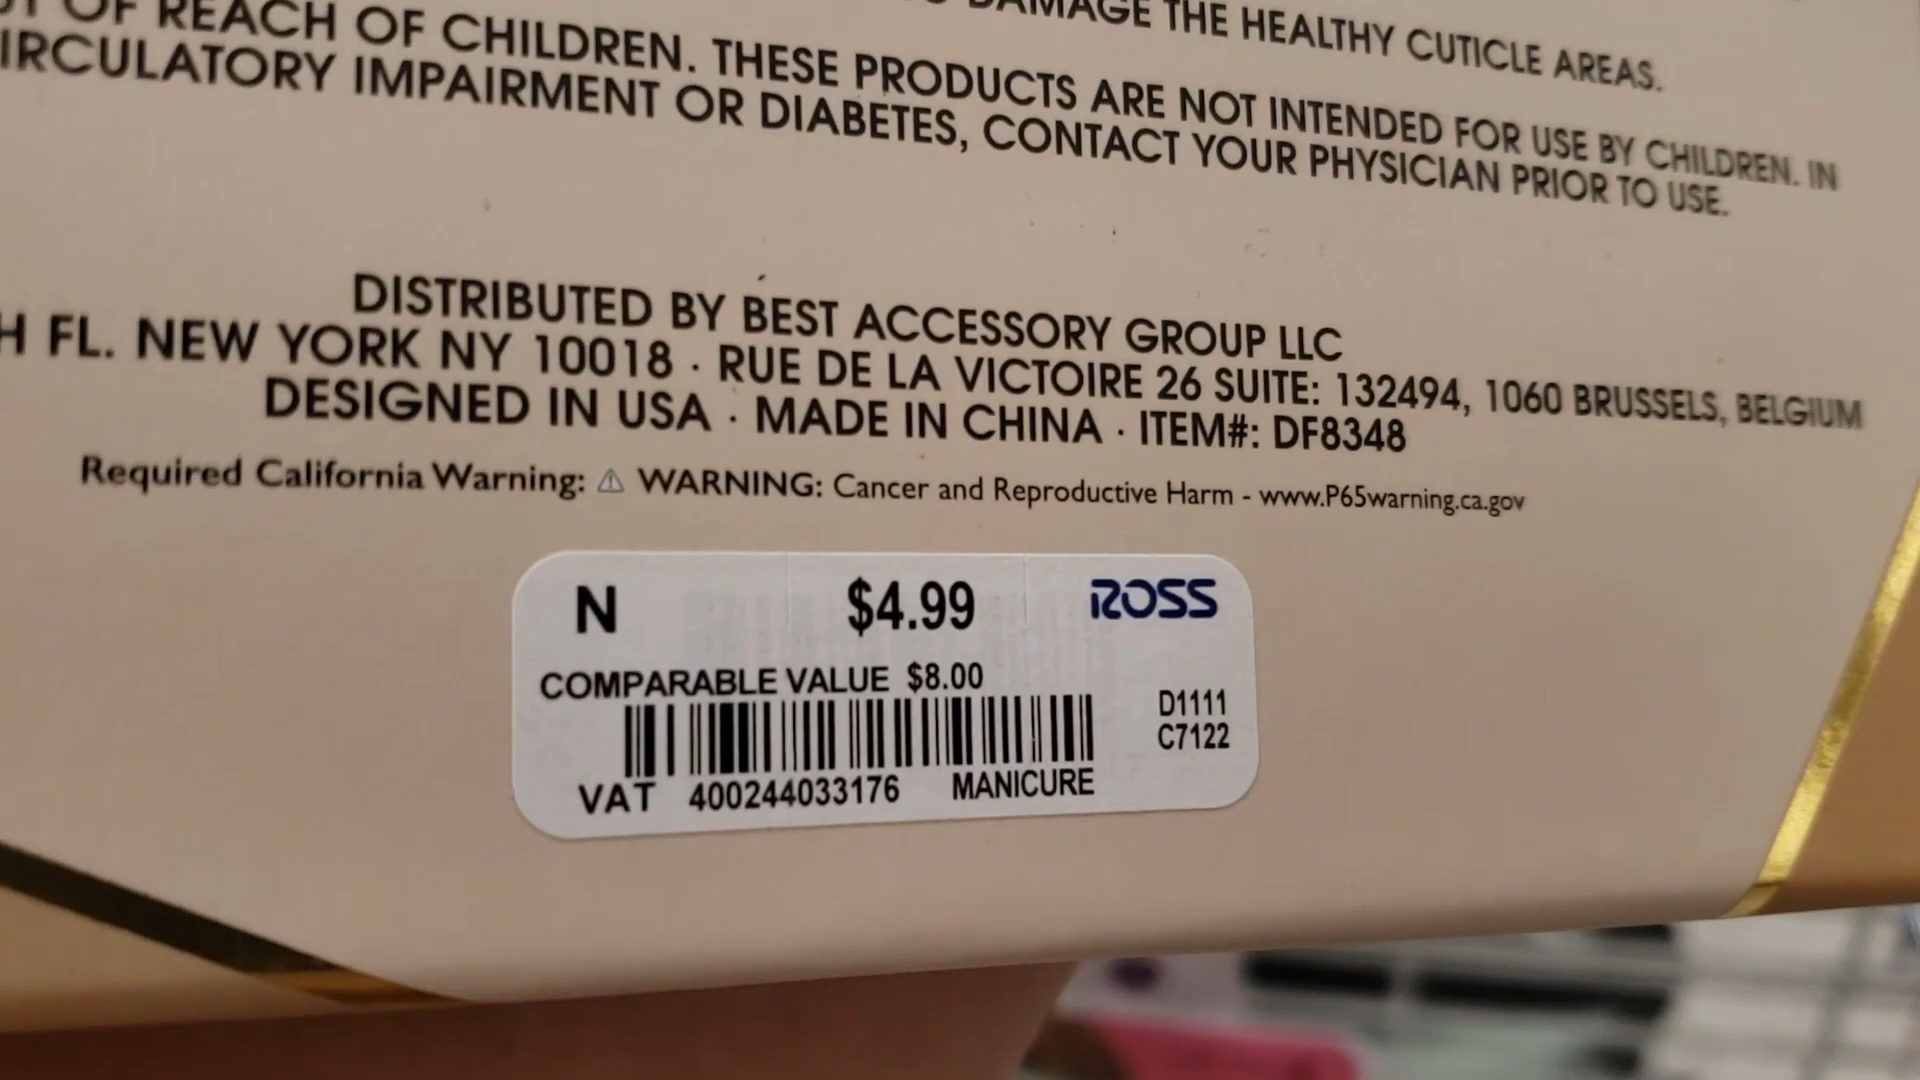 DAMAGE THE HEALTHY CUTICLE AREAS.
OF REACH OF CHILDREN. THESE PRODUCTS ARE NOT INTENDED FOR USE BY CHILDREN. IN
IRCULATORY IMPAIRMENT OR DIABETES, CONTACT YOUR PHYSICIAN PRIOR TO USE.
DISTRIBUTED BY BEST ACCESSORY GROUP LLC
H FL. NEW YORK NY 10018 · RUE DE LA VICTOIRE 26 SUITE: 132494, 1060 BRUSSELS, BELGIUM
DESIGNED IN USA · MADE IN CHINA · ITEM#: DF8348
Required California Warning: ⚠ WARNING: Cancer and Reproductive Harm - www.P65warning.ca.gov
N $4.99 ROSS
COMPARABLE VALUE $8.00
D1111
C7122
VAT 400244033176 MANICURE